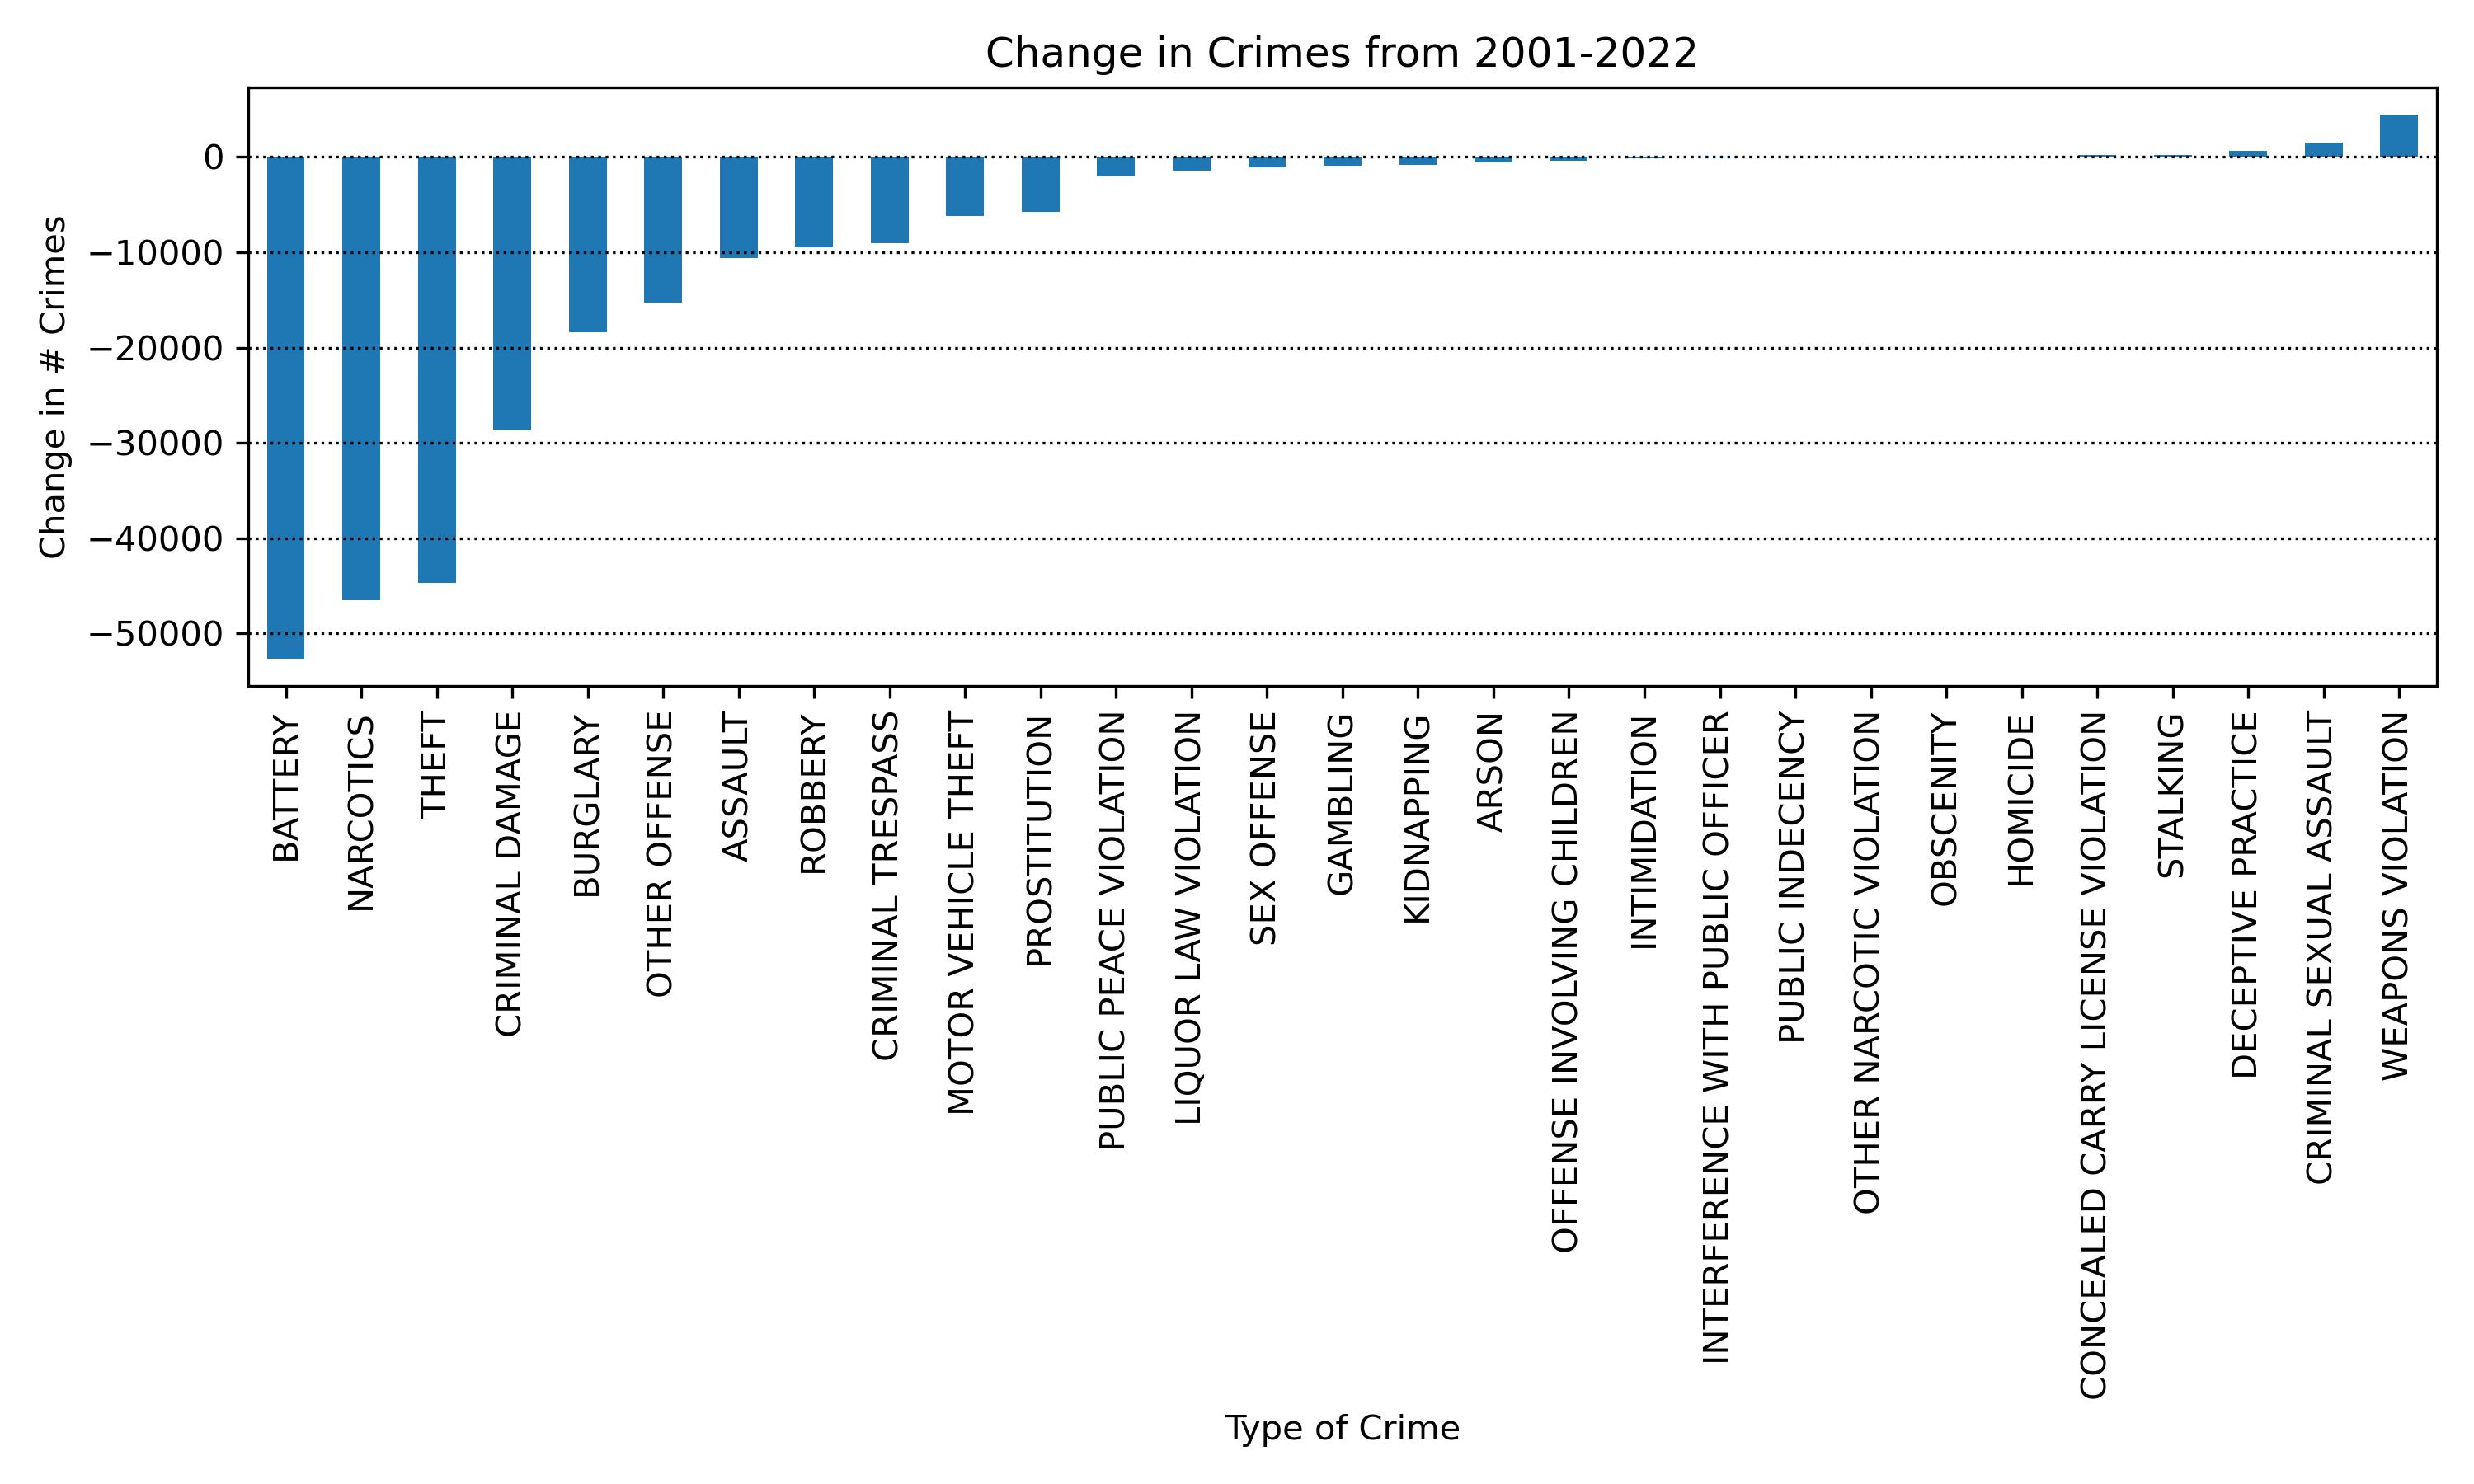 Change in Crimes from 2001-2022
Change in # Crimes
0
−10000
−20000
−30000
−40000
−50000
BATTERY
NARCOTICS
THEFT
CRIMINAL DAMAGE
BURGLARY
OTHER OFFENSE
ASSAULT
ROBBERY
CRIMINAL TRESPASS
MOTOR VEHICLE THEFT
PROSTITUTION
PUBLIC PEACE VIOLATION
LIQUOR LAW VIOLATION
SEX OFFENSE
GAMBLING
KIDNAPPING
ARSON
OFFENSE INVOLVING CHILDREN
INTIMIDATION
INTERFERENCE WITH PUBLIC OFFICER
PUBLIC INDECENCY
OTHER NARCOTIC VIOLATION
OBSCENITY
HOMICIDE
CONCEALED CARRY LICENSE VIOLATION
STALKING
DECEPTIVE PRACTICE
CRIMINAL SEXUAL ASSAULT
WEAPONS VIOLATION
Type of Crime